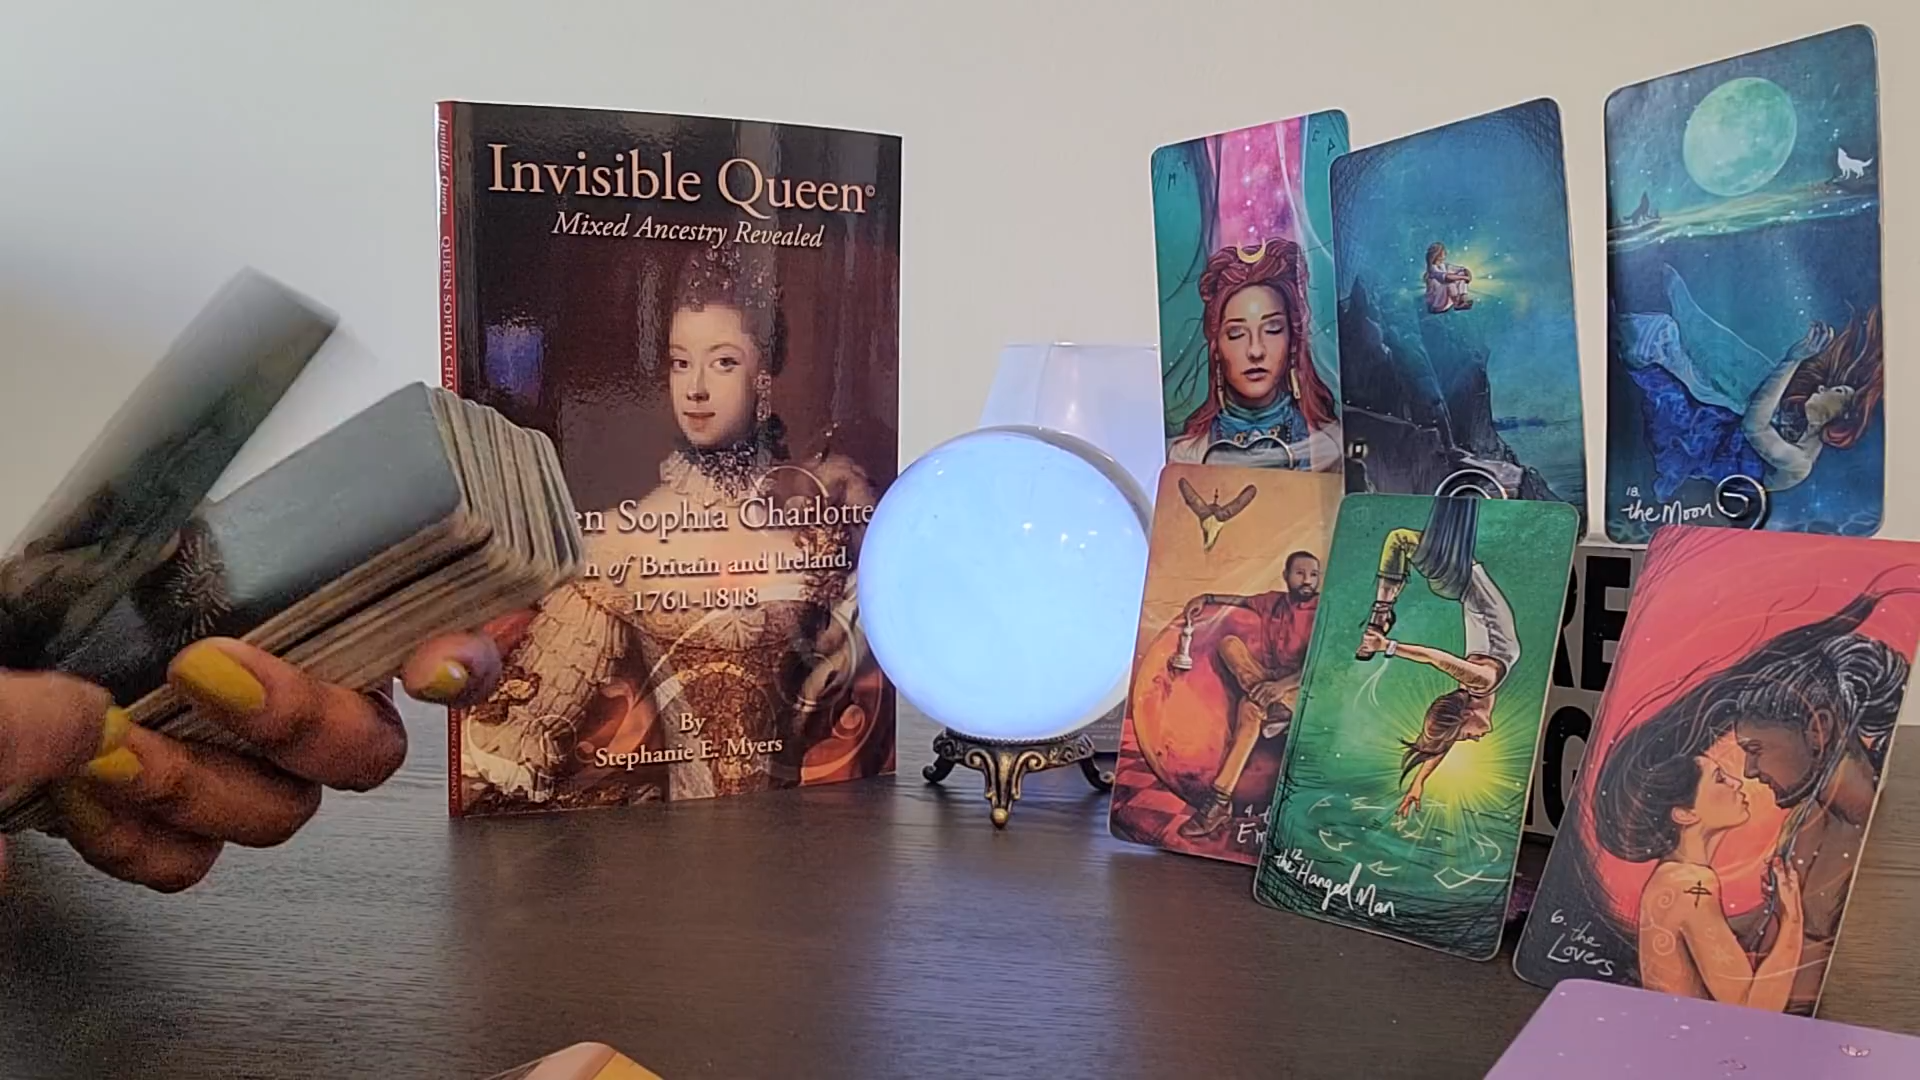 Invisible Queen©
Mixed Ancestry Revealed
Sophia Charlotte
of Britain and Ireland,
1761-1818
By
Stephanie E. Myers
Invisible Queen
QUEEN SOPHIA
18.
the Moon
4.
12.
the Hanged Man
6. the
Lovers